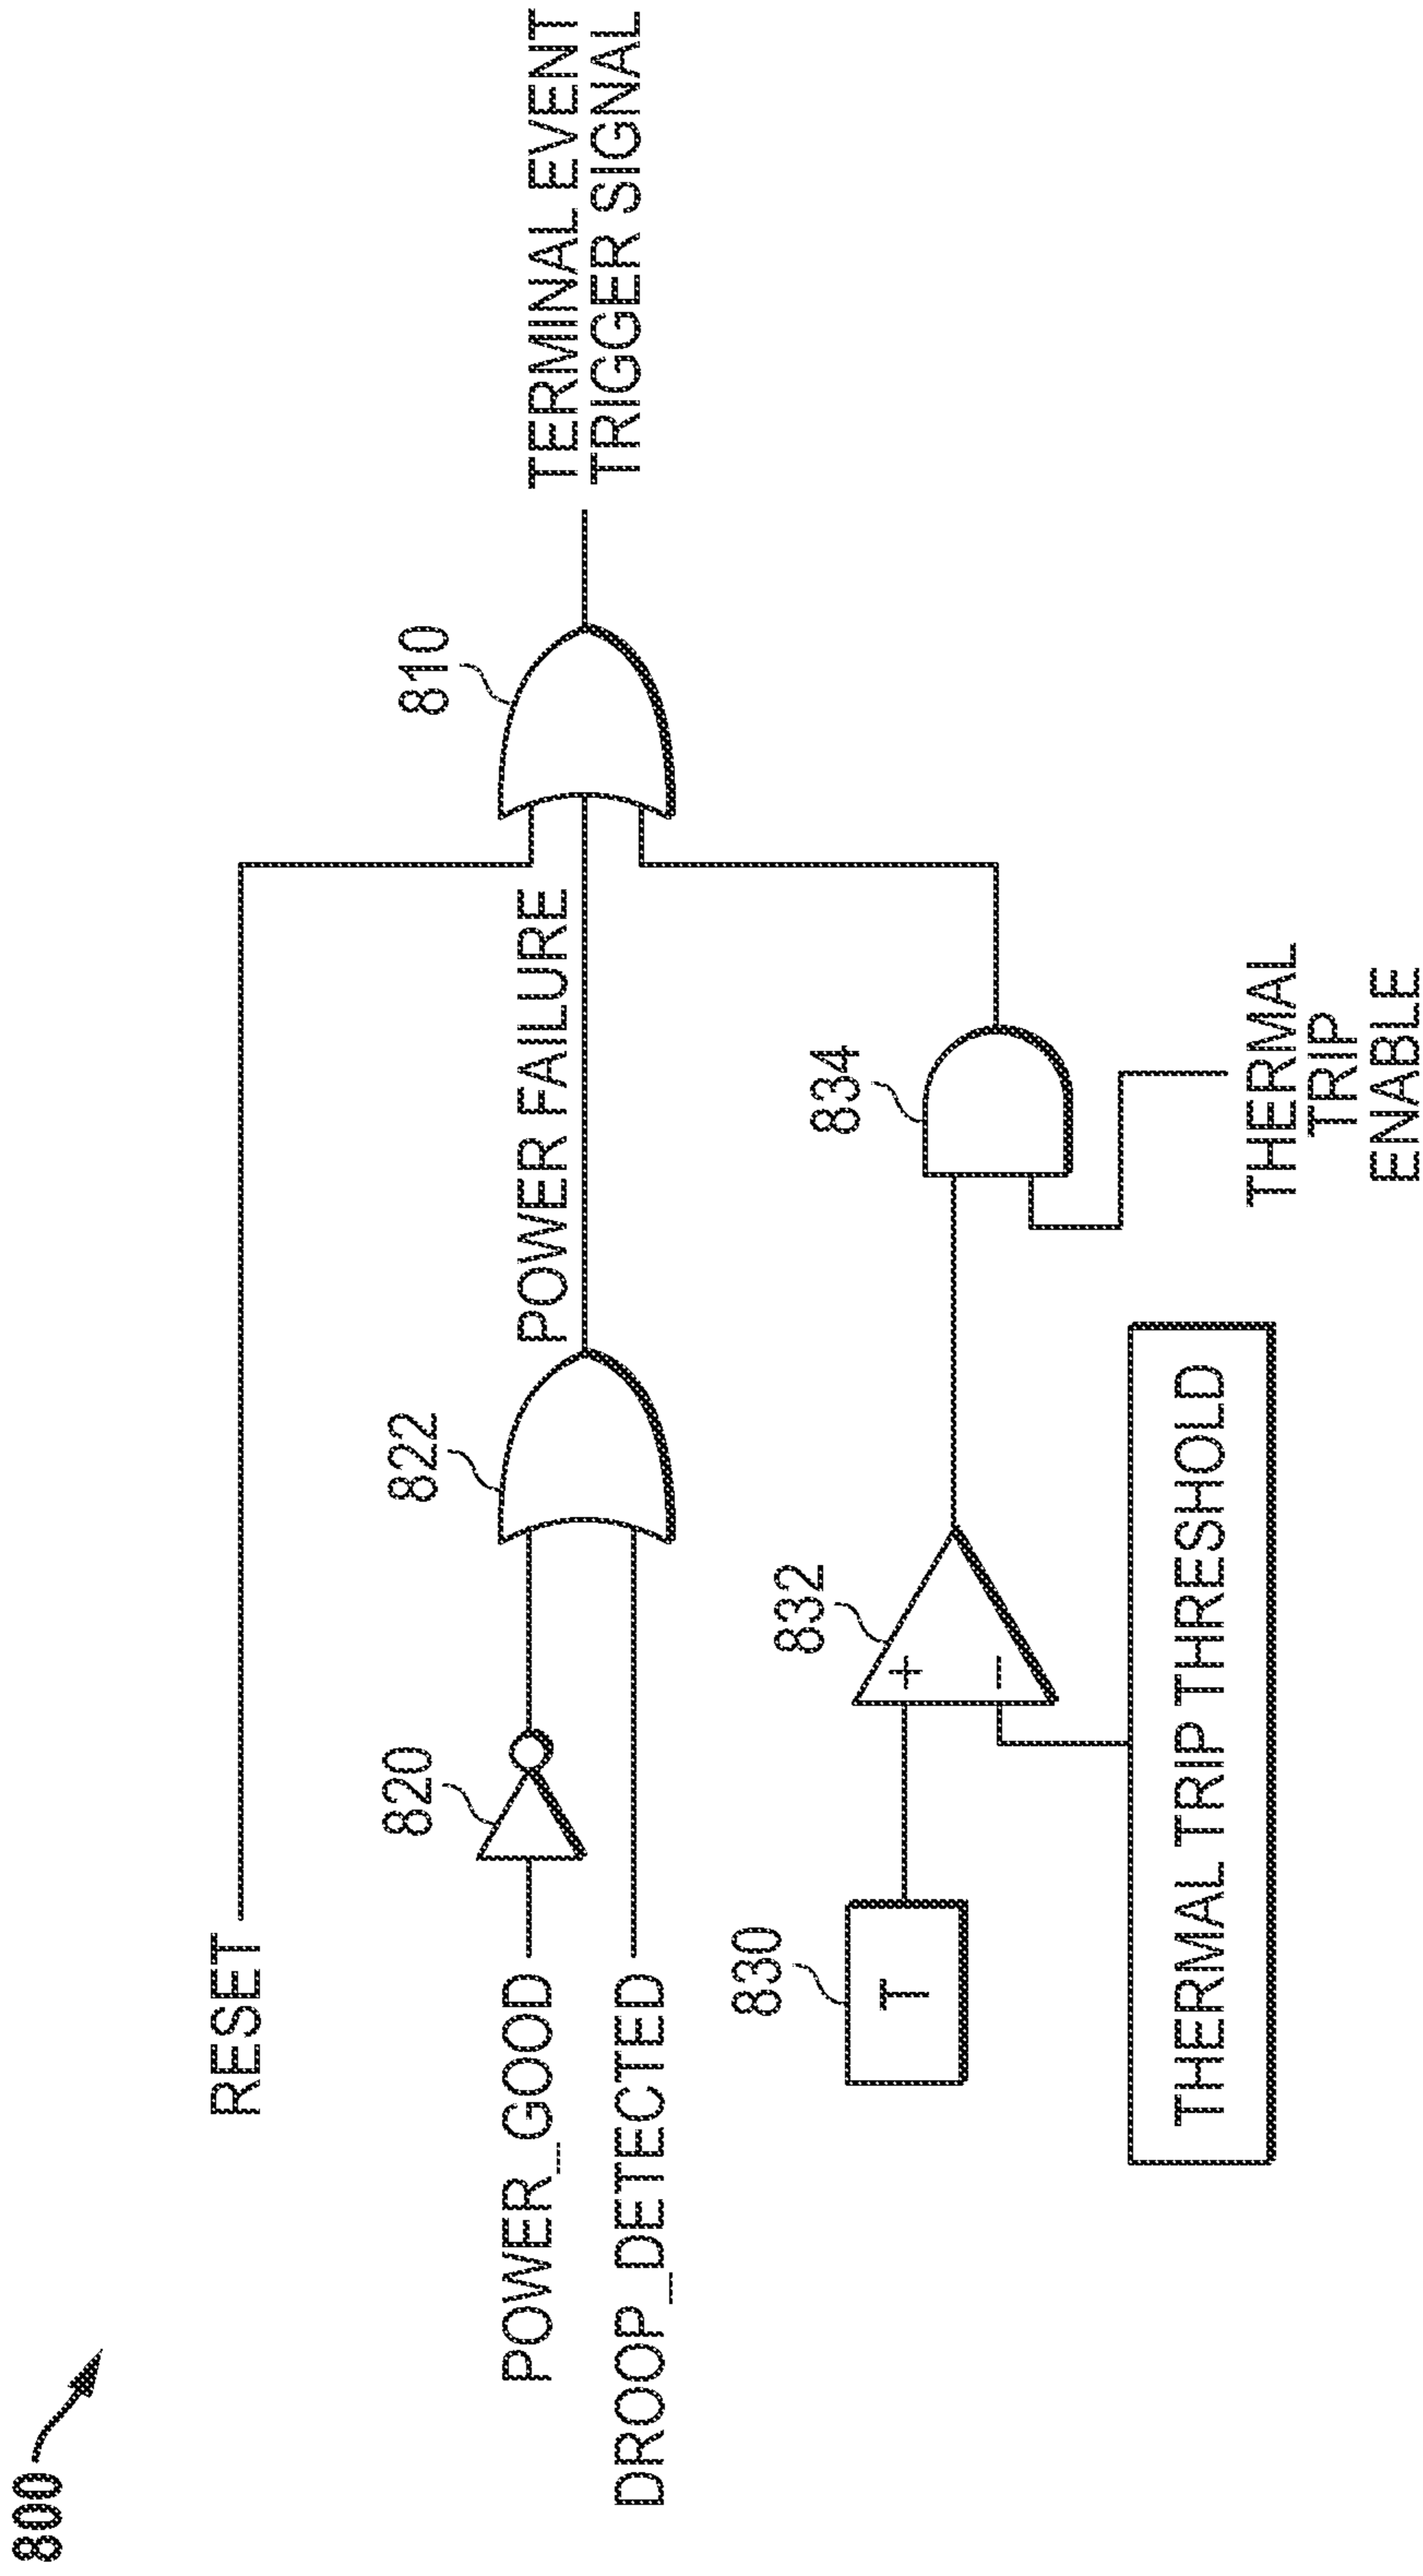 800
RESET
POWER_GOOD
DROOP_DETECTED
820
822
POWER FAILURE
810
TERMINAL EVENT
TRIGGER SIGNAL
830
T
832
+
−
834
THERMAL TRIP THRESHOLD
THERMAL
TRIP
ENABLE